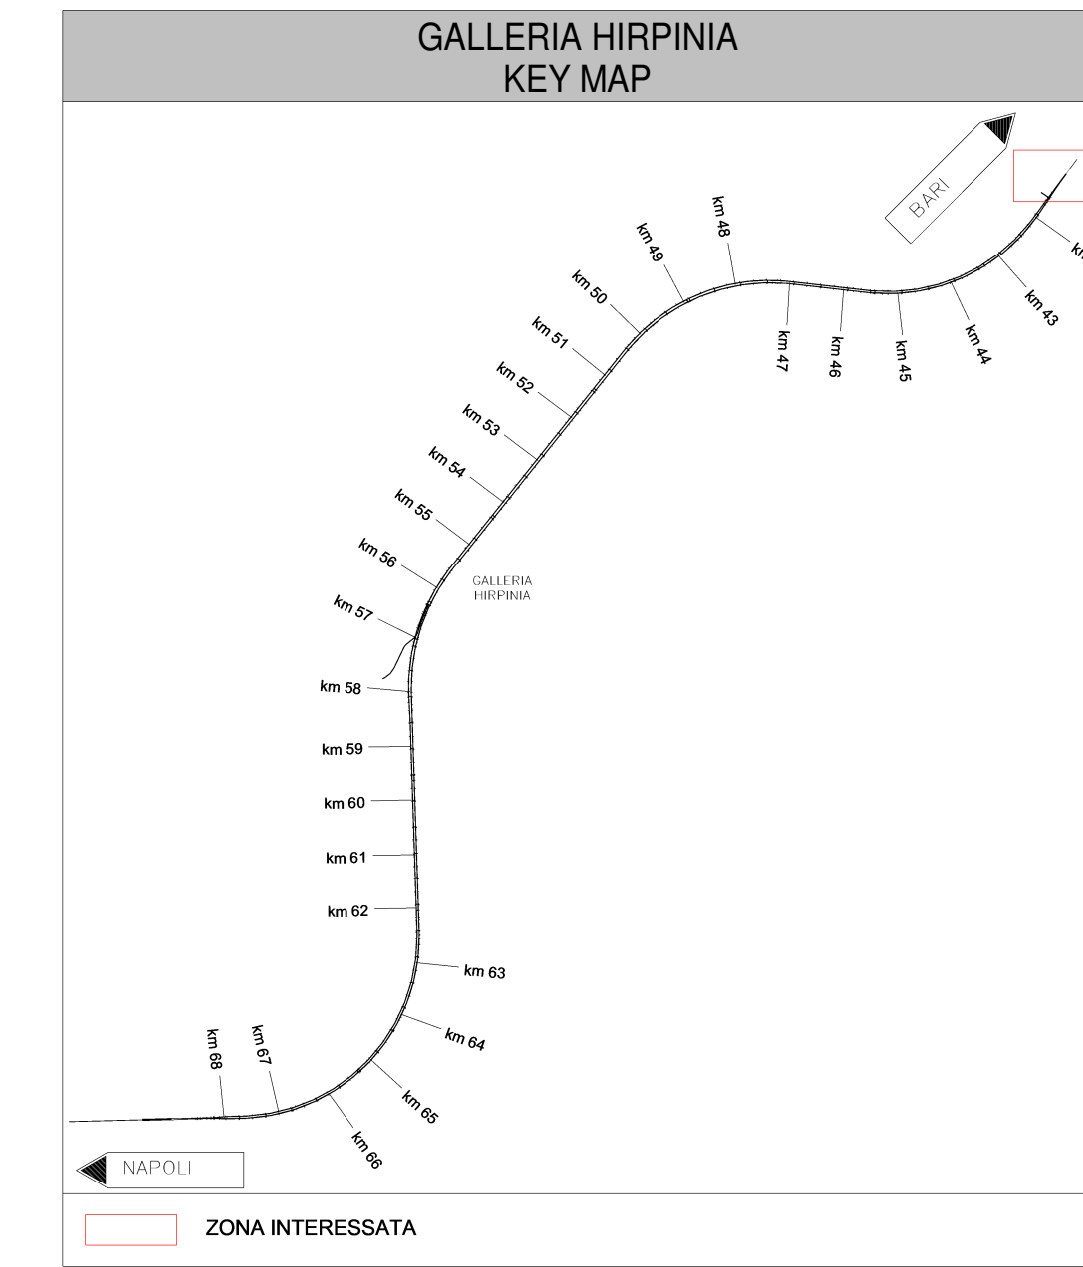 GALLERIA HIRPINIA
KEY MAP
BARI
km 43
km 44
km 45
km 46
km 47
km 48
km 49
km 50
km 51
km 52
km 53
km 54
km 55
km 56
GALLERIA
HIRPINIA
km 57
km 58
km 59
km 60
km 61
km 62
km 63
km 64
km 65
km 66
km 67
km 68
NAPOLI
ZONA INTERESSATA